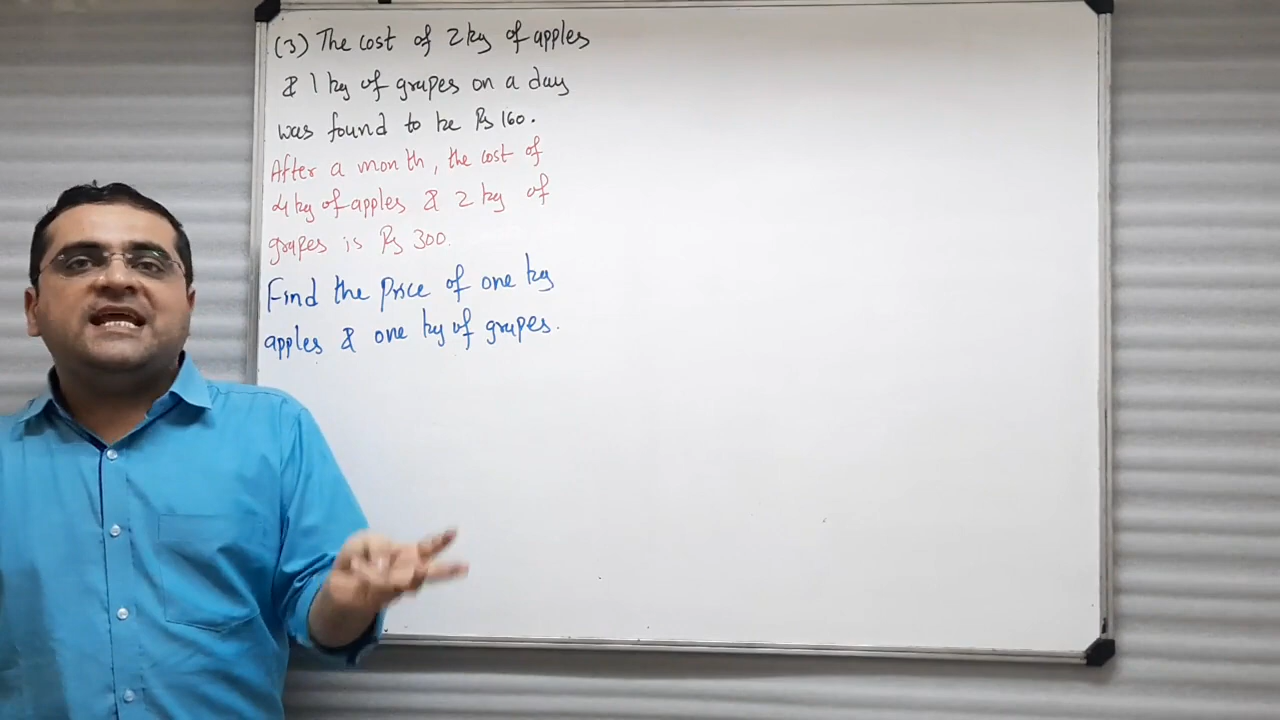 (3) The cost of 2 kg of apples
& 1 kg of grapes on a day
was found to be Rs 160.
After a month, the cost of
4 kg of apples & 2 kg of
grapes is Rs 300.
Find the Price of one kg
apples & one kg of grapes.